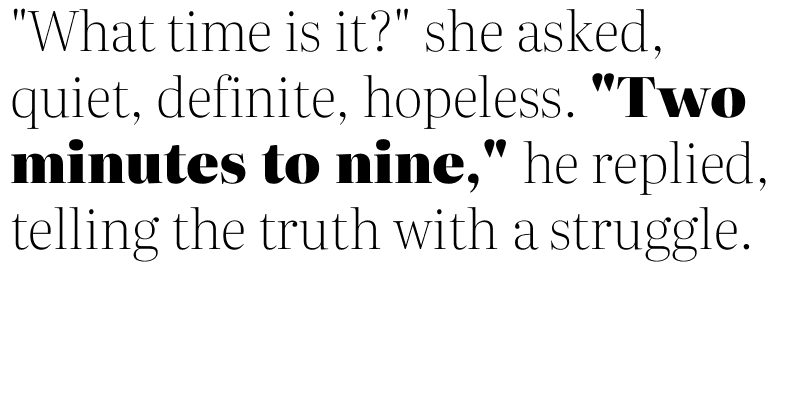 "What time is it?" she asked,
quiet, definite, hopeless. "Two
minutes to nine," he replied,
telling the truth with a struggle.